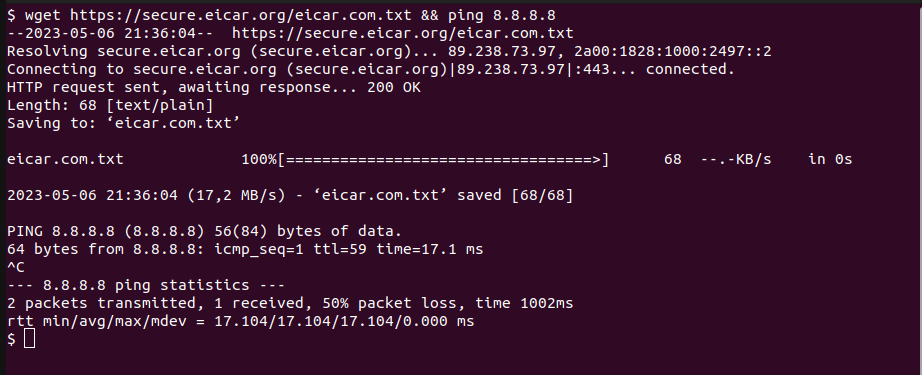 $ wget https://secure.eicar.org/eicar.com.txt && ping 8.8.8.8
--2023-05-06 21:36:04--  https://secure.eicar.org/eicar.com.txt
Resolving secure.eicar.org (secure.eicar.org)... 89.238.73.97, 2a00:1828:1000:2497::2
Connecting to secure.eicar.org (secure.eicar.org)|89.238.73.97|:443... connected.
HTTP request sent, awaiting response... 200 OK
Length: 68 [text/plain]
Saving to: ‘eicar.com.txt’
eicar.com.txt             100%[==================================>]      68  --.-KB/s    in 0s
2023-05-06 21:36:04 (17,2 MB/s) - ‘eicar.com.txt’ saved [68/68]
PING 8.8.8.8 (8.8.8.8) 56(84) bytes of data.
64 bytes from 8.8.8.8: icmp_seq=1 ttl=59 time=17.1 ms
^C
--- 8.8.8.8 ping statistics ---
2 packets transmitted, 1 received, 50% packet loss, time 1002ms
rtt min/avg/max/mdev = 17.104/17.104/17.104/0.000 ms
$